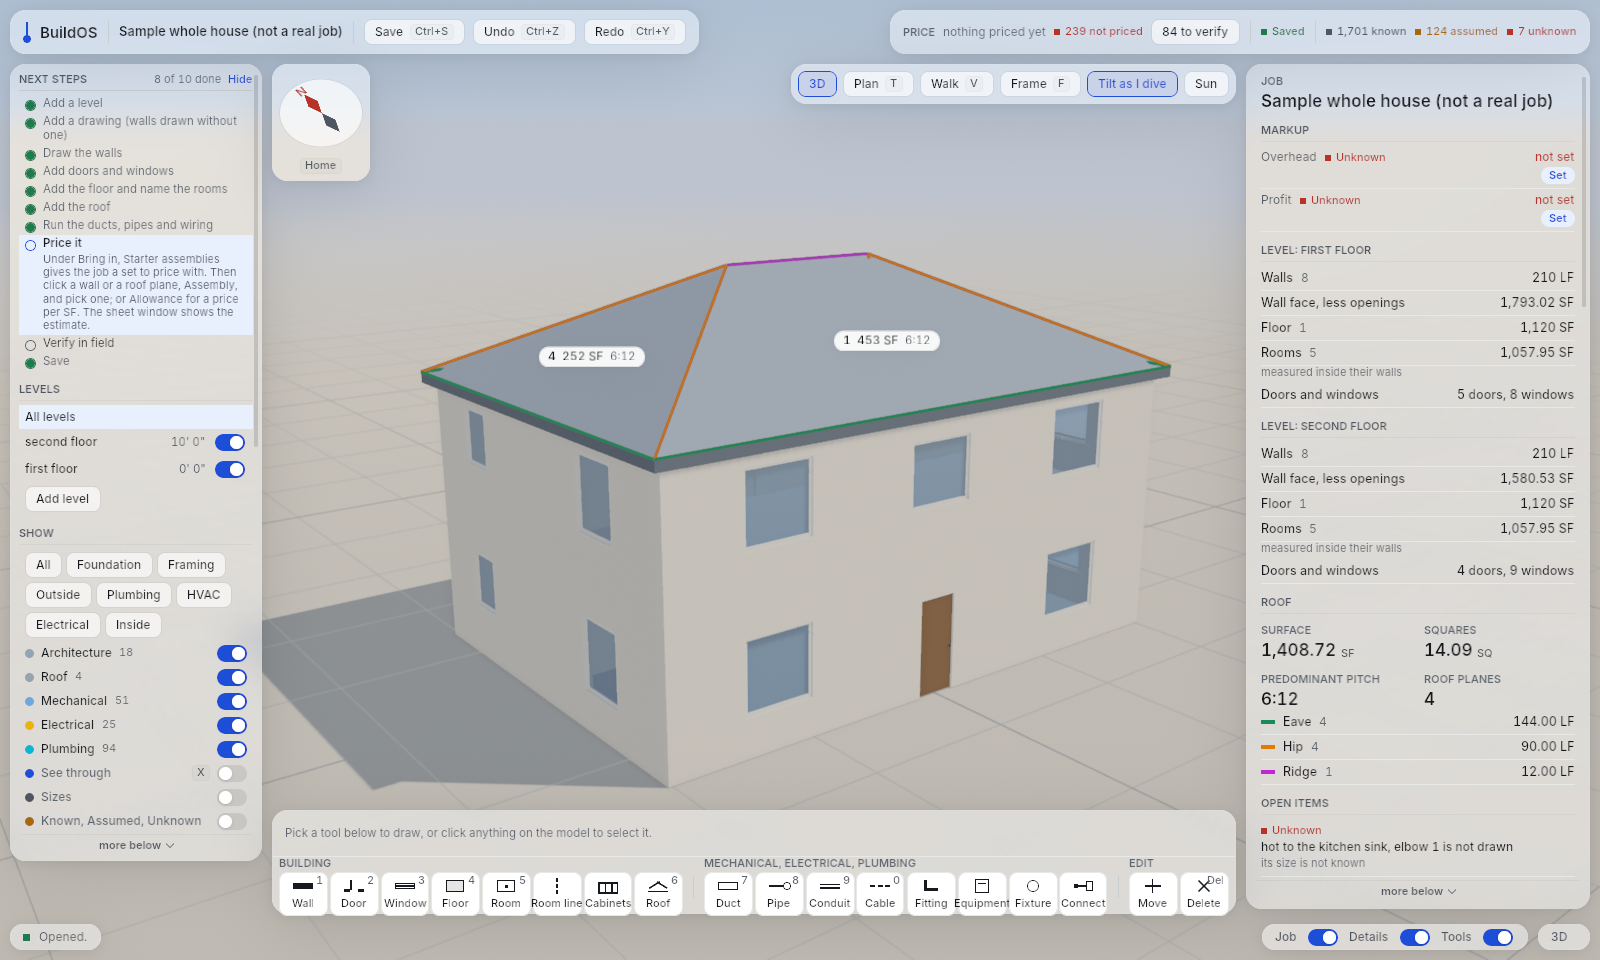 BuildOS
Sample whole house (not a real job)
Save Ctrl+S
Undo Ctrl+Z
Redo Ctrl+Y
PRICE nothing priced yet 239 not priced 84 to verify Saved 1,701 known 124 assumed 7 unknown
NEXT STEPS 8 of 10 done Hide
Add a level
Add a drawing (walls drawn without
one)
Draw the walls
Add doors and windows
Add the floor and name the rooms
Add the roof
Run the ducts, pipes and wiring
Price it
Under Bring in, Starter assemblies
gives the job a set to price with. Then
click a wall or a roof plane, Assembly,
and pick one; or Allowance for a price
per SF. The sheet window shows the
estimate.
Verify in field
Save
LEVELS
All levels
second floor 10' 0"
first floor 0' 0"
Add level
SHOW
All Foundation Framing
Outside Plumbing HVAC
Electrical Inside
Architecture 18
Roof 4
Mechanical 51
Electrical 25
Plumbing 94
See through X
Sizes
Known, Assumed, Unknown
more below
Opened.
N
Home
3D Plan T Walk V Frame F Tilt as I dive Sun
4 252 SF 6:12
1 453 SF 6:12
Pick a tool below to draw, or click anything on the model to select it.
BUILDING
1 Wall
2 Door
3 Window
4 Floor
5 Room
Room line
Cabinets
6 Roof
MECHANICAL, ELECTRICAL, PLUMBING
7 Duct
8 Pipe
9 Conduit
0 Cable
Fitting
Equipment
Fixture
Connect
EDIT
Move
Del Delete
JOB
Sample whole house (not a real job)
MARKUP
Overhead Unknown not set
Set
Profit Unknown not set
Set
LEVEL: FIRST FLOOR
Walls 8 210 LF
Wall face, less openings 1,793.02 SF
Floor 1 1,120 SF
Rooms 5 1,057.95 SF
measured inside their walls
Doors and windows 5 doors, 8 windows
LEVEL: SECOND FLOOR
Walls 8 210 LF
Wall face, less openings 1,580.53 SF
Floor 1 1,120 SF
Rooms 5 1,057.95 SF
measured inside their walls
Doors and windows 4 doors, 9 windows
ROOF
SURFACE SQUARES
1,408.72 SF 14.09 SQ
PREDOMINANT PITCH ROOF PLANES
6:12 4
Eave 4 144.00 LF
Hip 4 90.00 LF
Ridge 1 12.00 LF
OPEN ITEMS
Unknown
hot to the kitchen sink, elbow 1 is not drawn
its size is not known
more below
Job Details Tools 3D